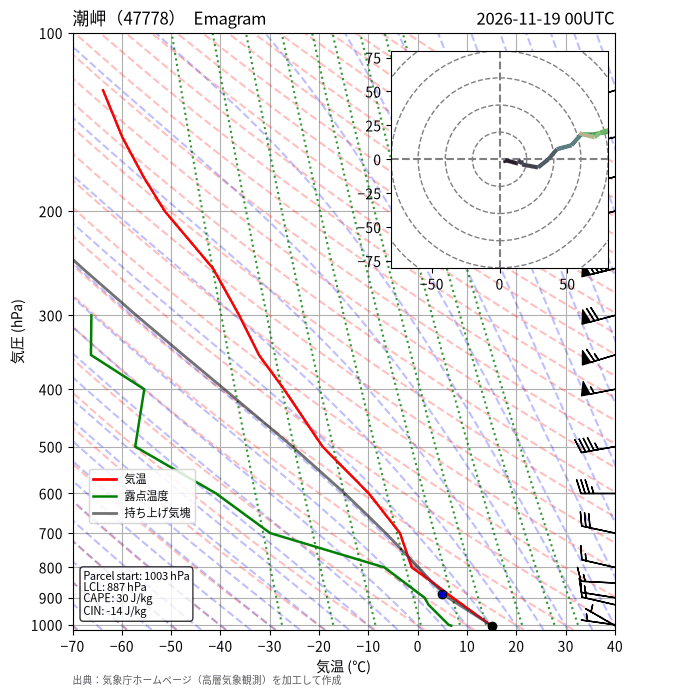 潮岬（47778） Emagram
2026-11-19 00UTC
100
200
300
400
500
600
700
800
900
1000
気圧 (hPa)
75
50
25
0
−25
−50
−75
−50
0
50
気温
露点温度
持ち上げ気塊
Parcel start: 1003 hPa
LCL: 887 hPa
CAPE: 30 J/kg
CIN: -14 J/kg
−70
−60
−50
−40
−30
−20
−10
0
10
20
30
40
気温 (℃)
出典：気象庁ホームページ（高層気象観測）を加工して作成